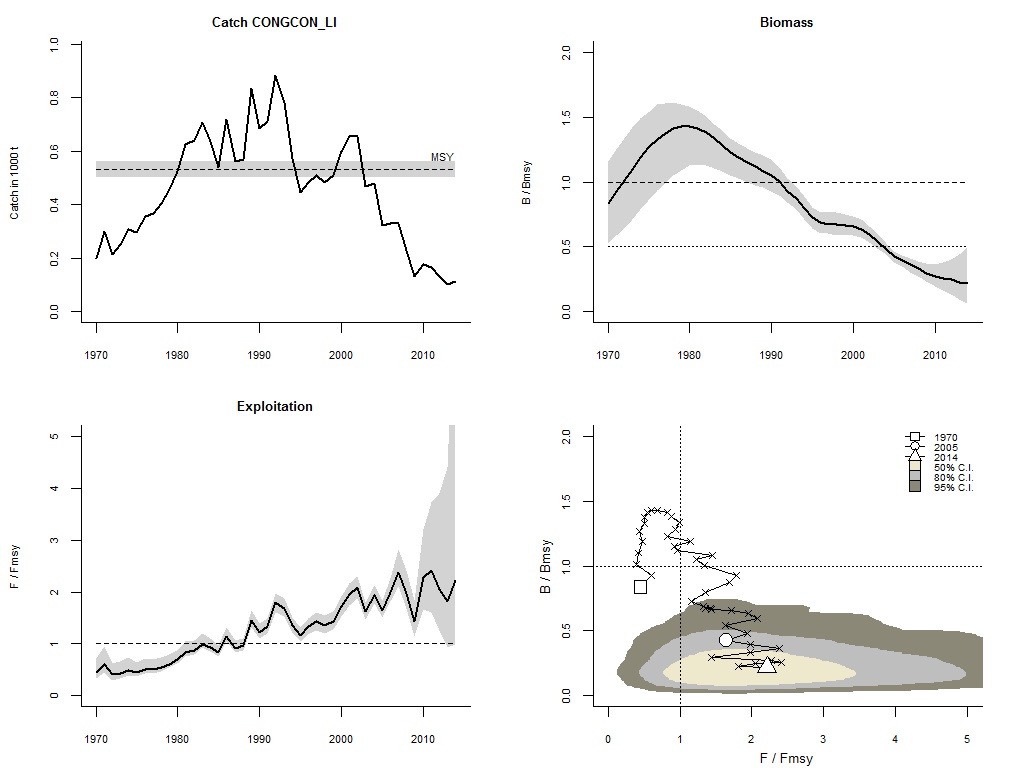 Catch CONGCON_LI
Catch in 1000 t
1.0
0.8
0.6
0.4
0.2
0.0
MSY
1970 1980 1990 2000 2010
Biomass
B / Bmsy
2.0
1.5
1.0
0.5
0.0
1970 1980 1990 2000 2010
Exploitation
F / Fmsy
5
4
3
2
1
0
1970 1980 1990 2000 2010
B / Bmsy
2.0
1.5
1.0
0.5
0.0
1970
2005
2014
50% C.I.
80% C.I.
95% C.I.
0 1 2 3 4 5
F / Fmsy